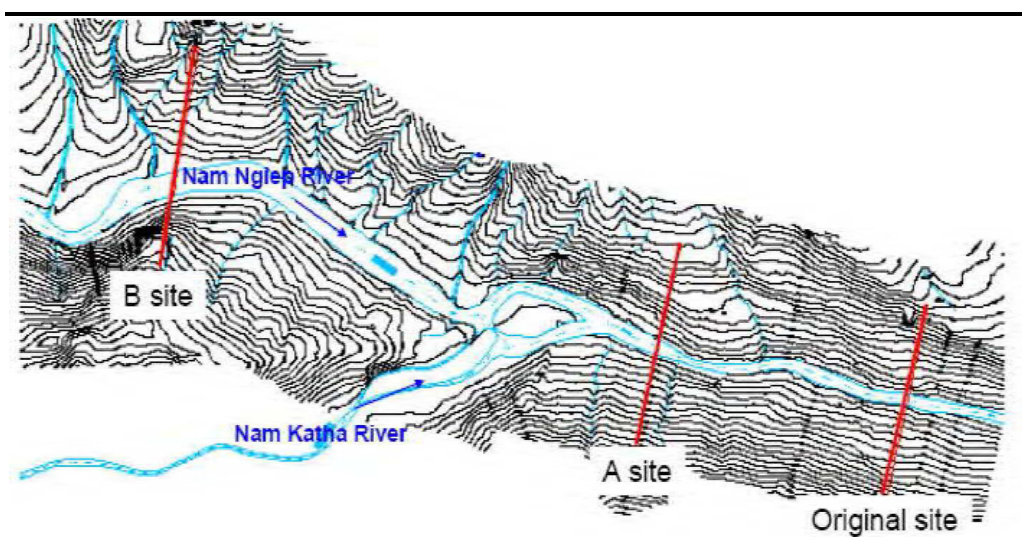 Nam Ngiep River
B site
Nam Katha River
A site
Original site